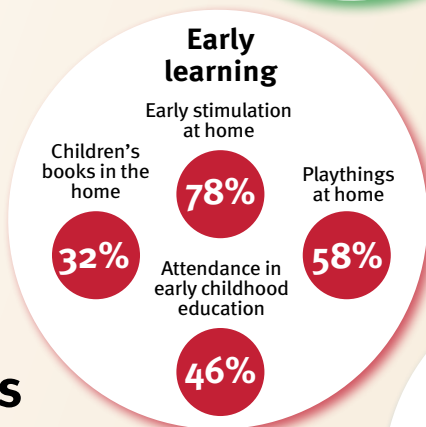 Early
learning
Early stimulation
at home
78%
Children's
books in the
home
32%
Playthings
at home
58%
Attendance in
early childhood
education
46%
s